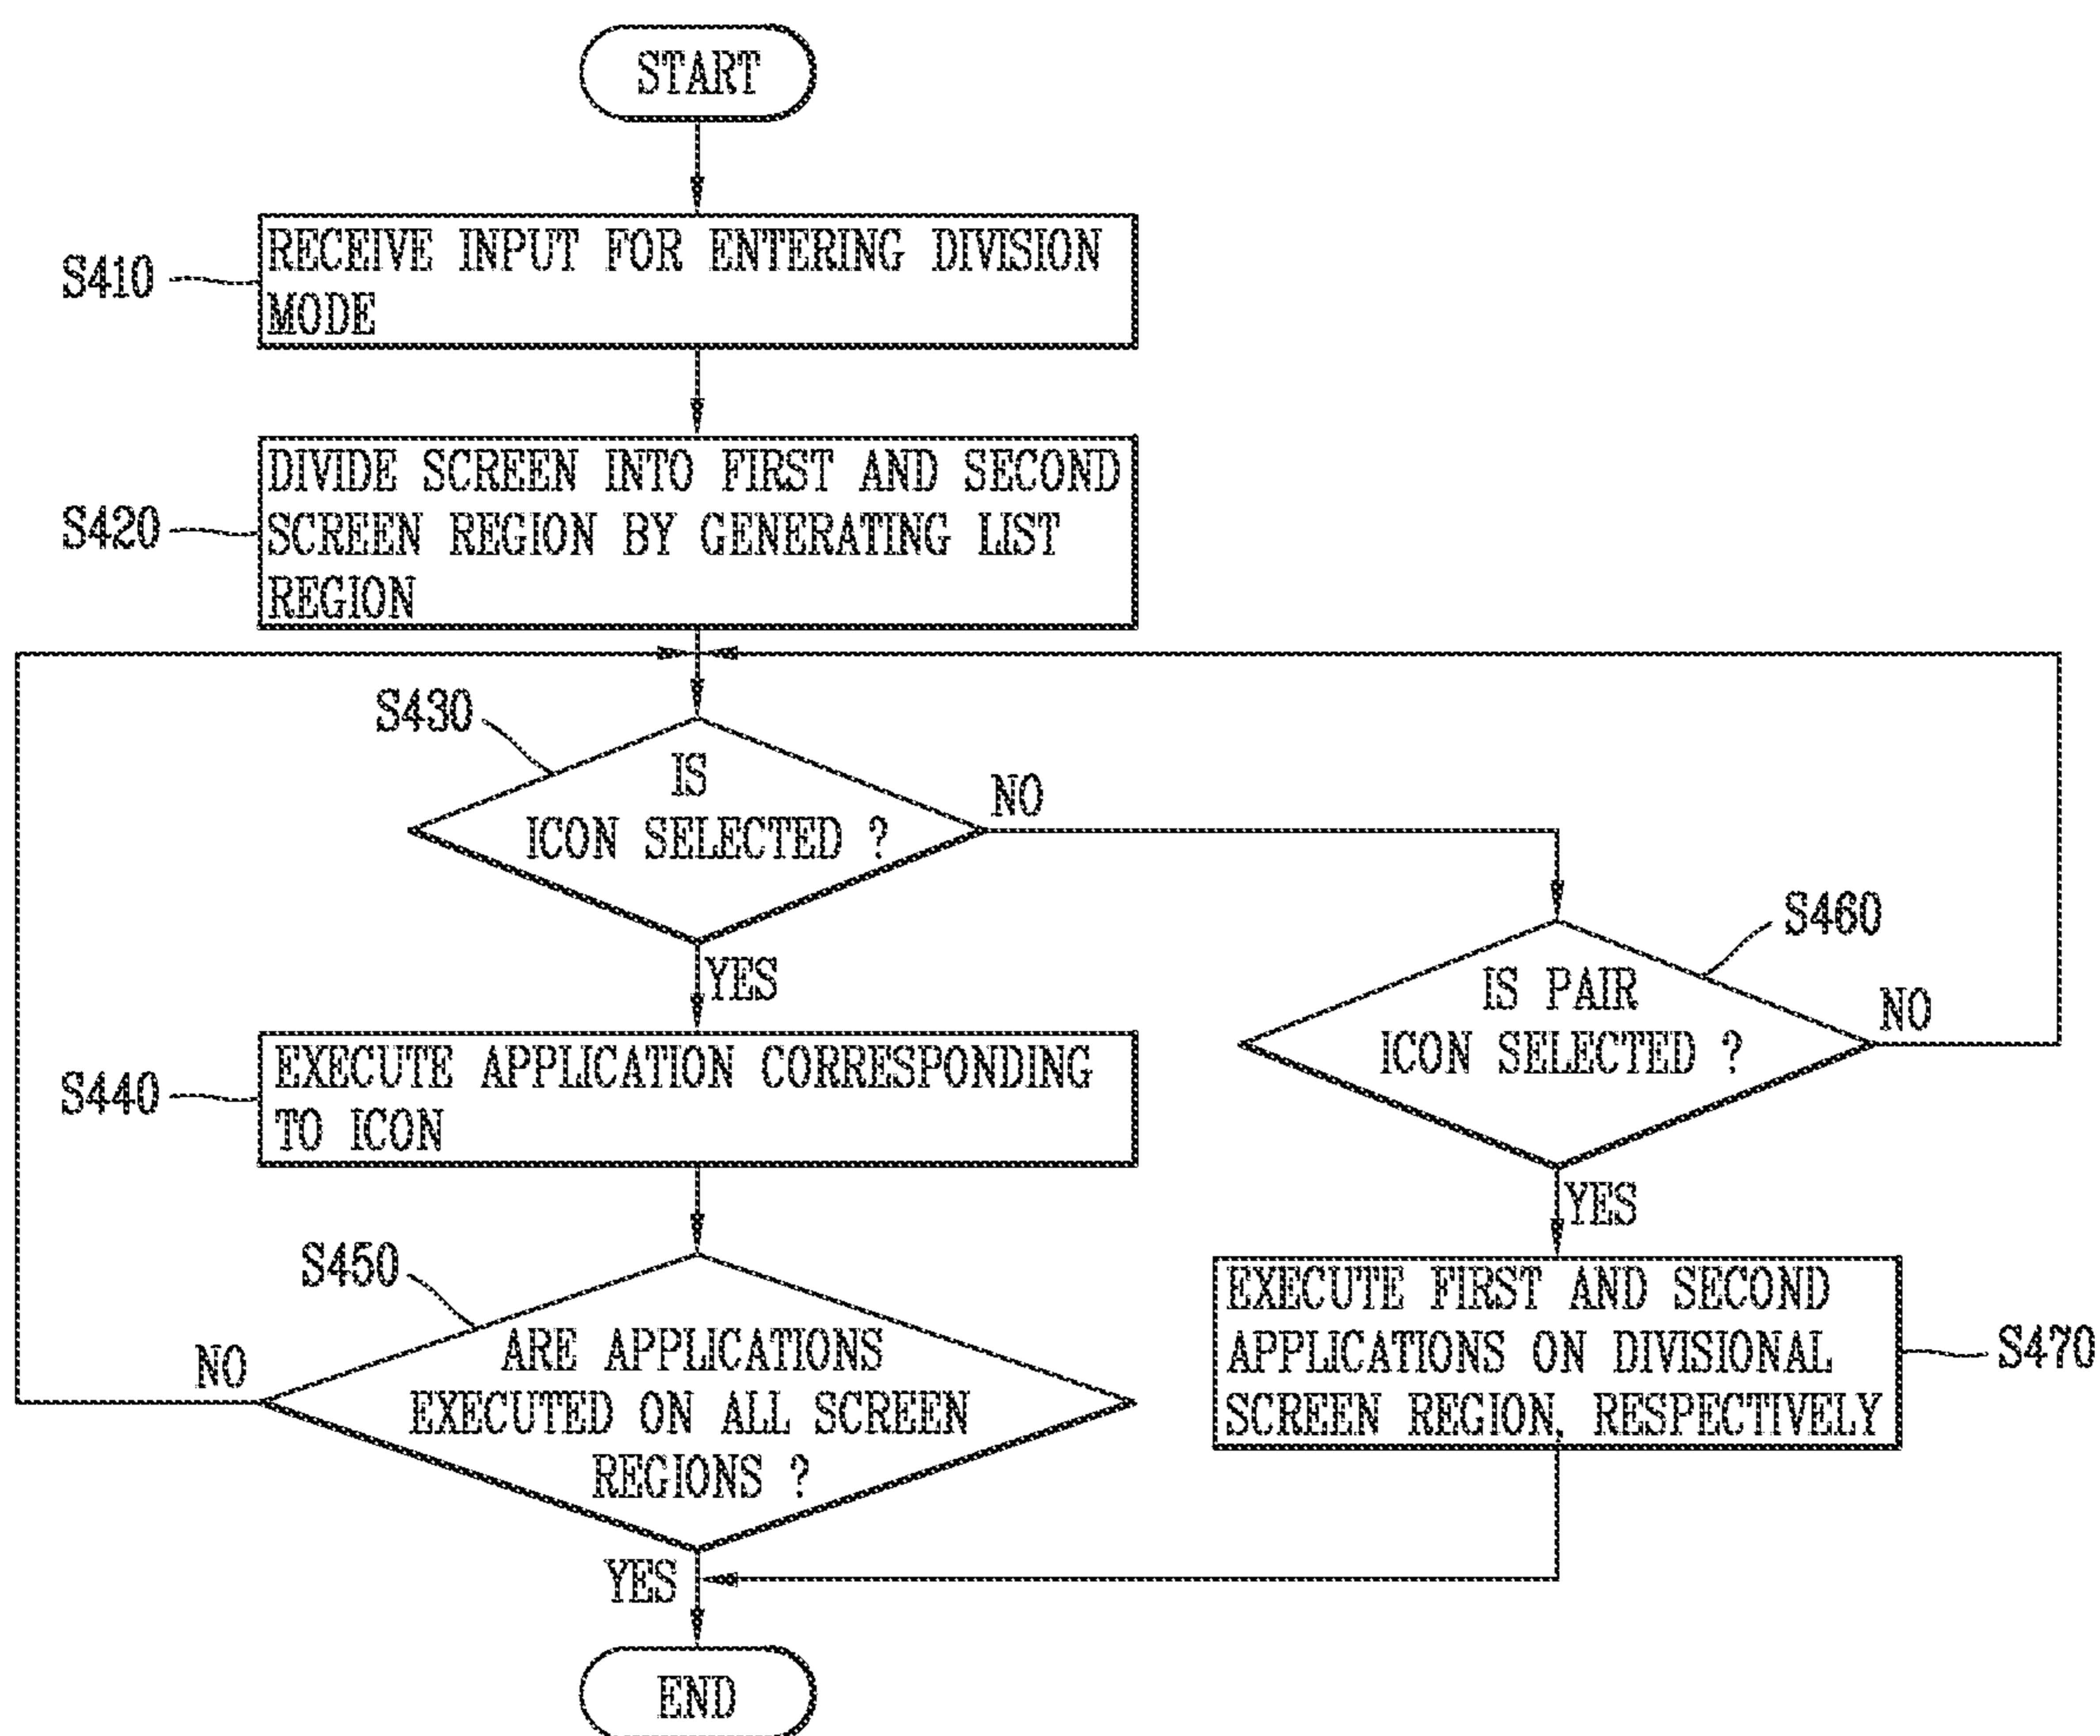 START
S410
RECEIVE INPUT FOR ENTERING DIVISION
MODE
S420
DIVIDE SCREEN INTO FIRST AND SECOND
SCREEN REGION BY GENERATING LIST
REGION
S430
IS
ICON SELECTED ?
NO
YES
S460
IS PAIR
ICON SELECTED ?
NO
YES
S440
EXECUTE APPLICATION CORRESPONDING
TO ICON
S450
ARE APPLICATIONS
EXECUTED ON ALL SCREEN
REGIONS ?
NO
YES
EXECUTE FIRST AND SECOND
APPLICATIONS ON DIVISIONAL
SCREEN REGION, RESPECTIVELY
S470
END